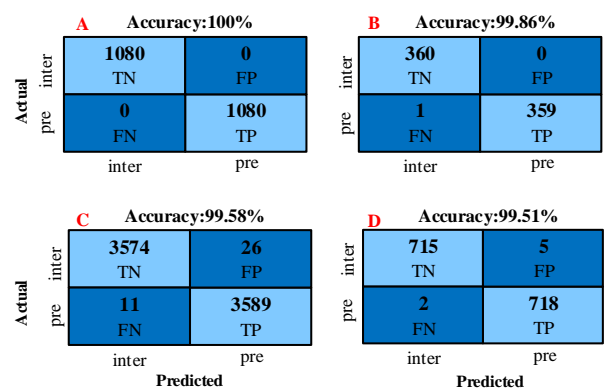 A Accuracy:100%
B Accuracy:99.86%
Actual
inter
1080
TN
0
FP
inter
360
TN
0
FP
pre
0
FN
1080
TP
pre
1
FN
359
TP
inter pre
inter pre
C Accuracy:99.58%
D Accuracy:99.51%
Actual
inter
3574
TN
26
FP
inter
715
TN
5
FP
pre
11
FN
3589
TP
pre
2
FN
718
TP
inter pre
inter pre
Predicted
Predicted